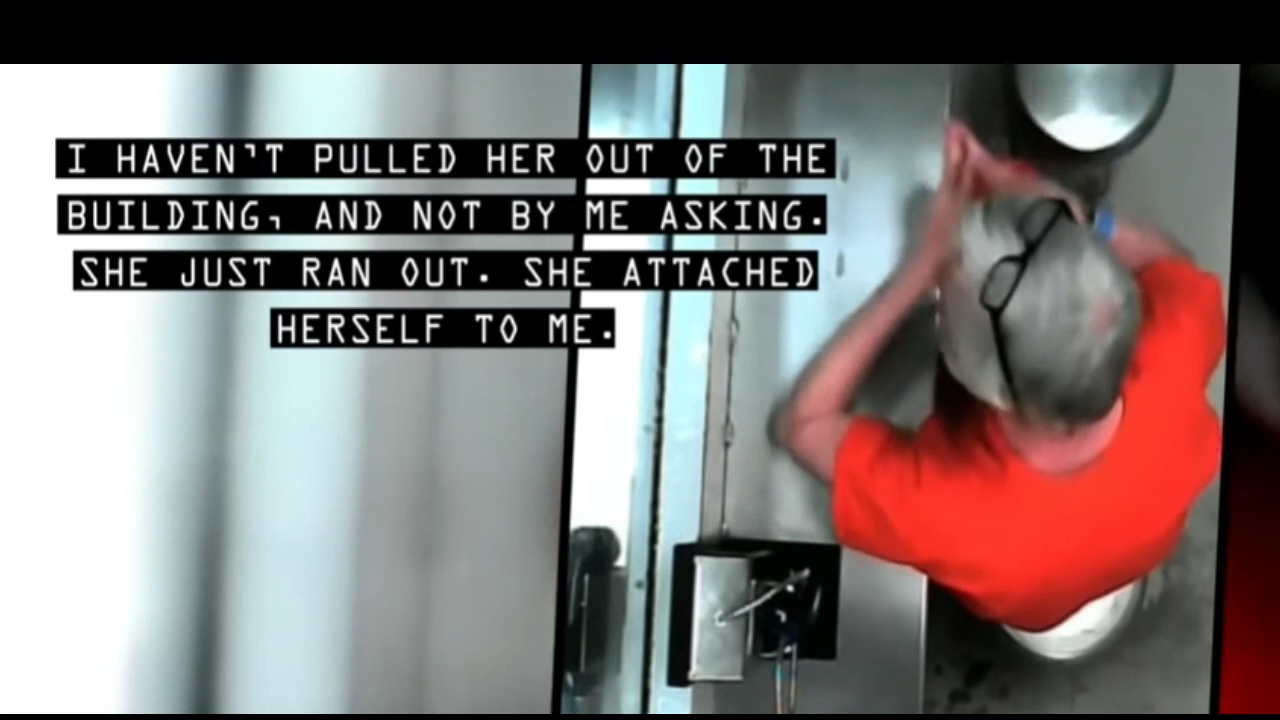 I HAVEN'T PULLED HER OUT OF THE
BUILDING, AND NOT BY ME ASKING.
SHE JUST RAN OUT. SHE ATTACHED
HERSELF TO ME.